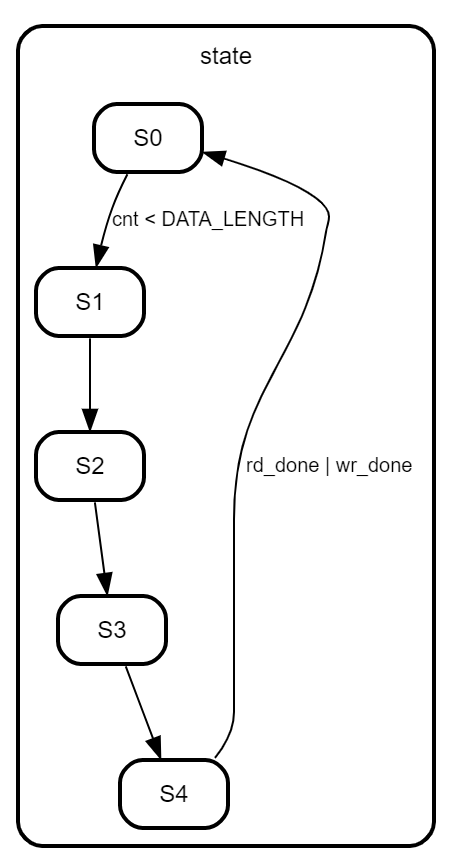 state
S0
cnt < DATA_LENGTH
S1
S2
rd_done | wr_done
S3
S4